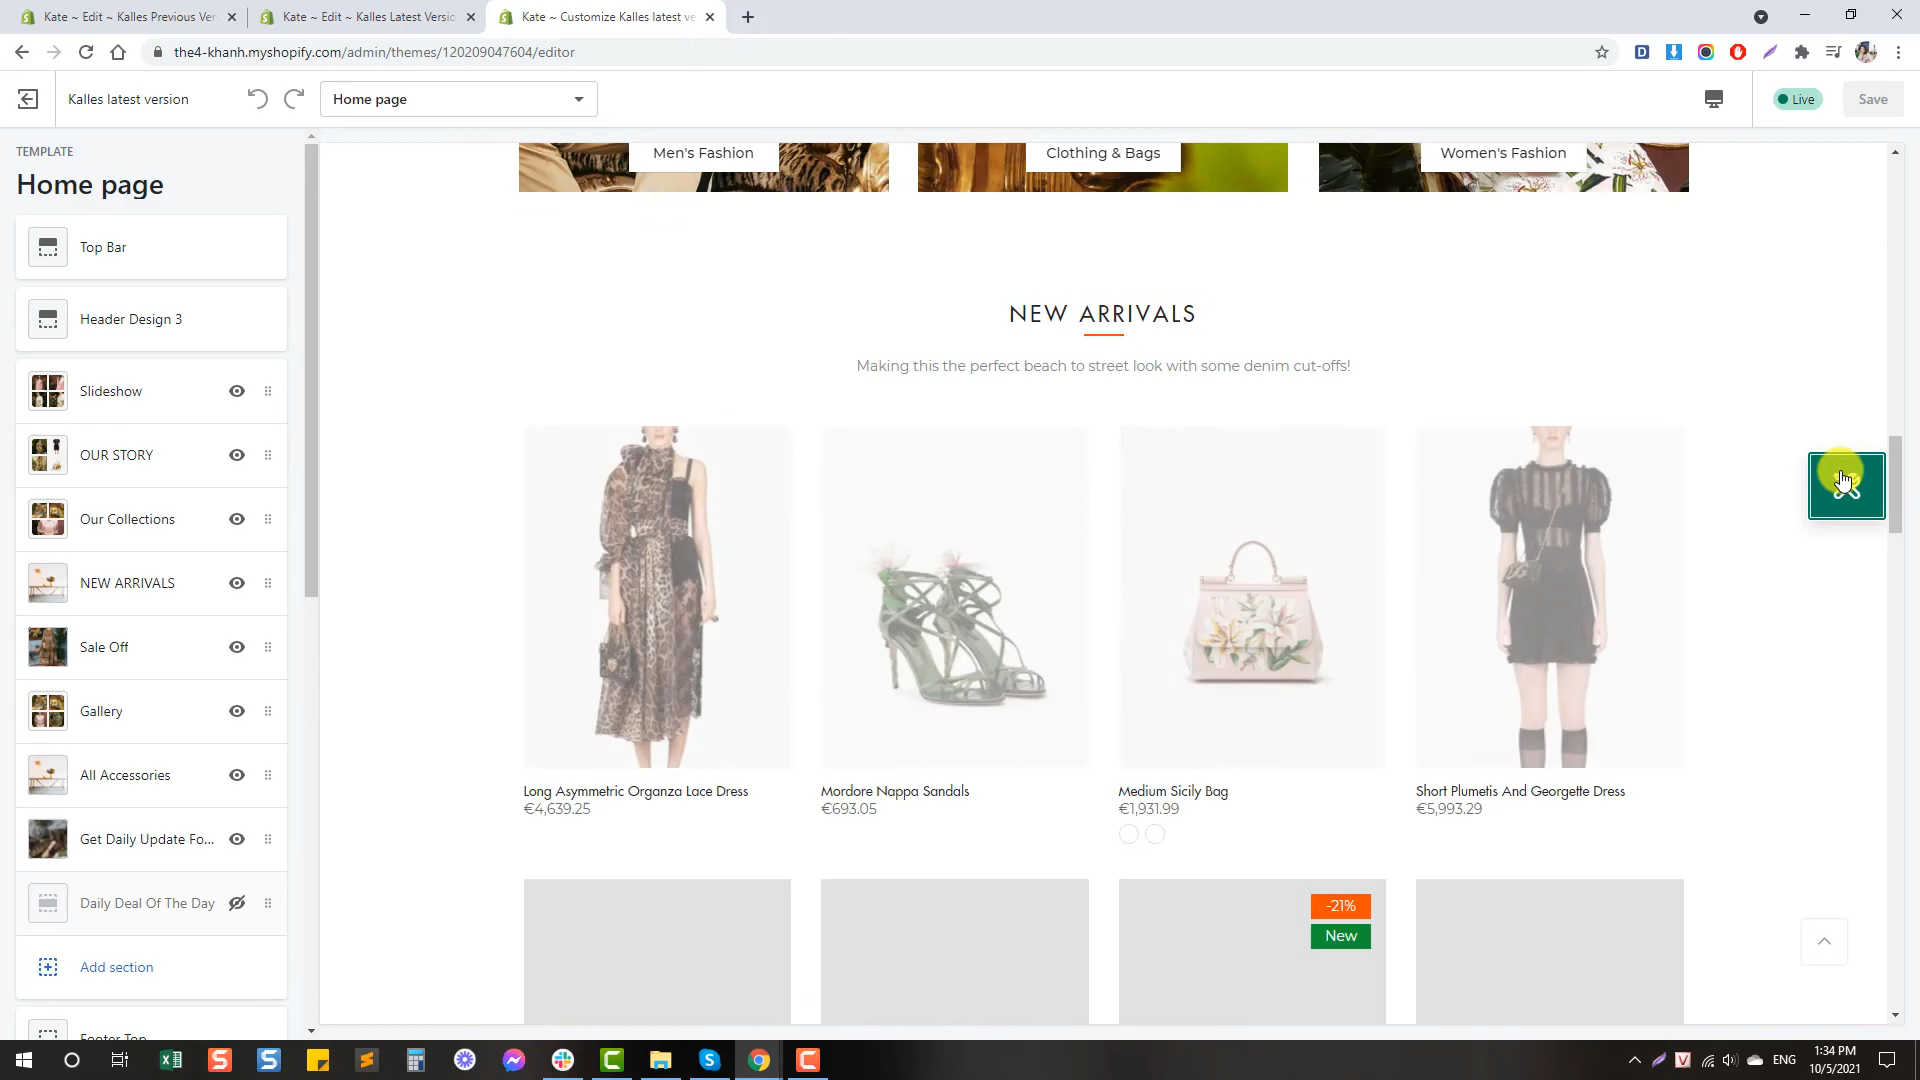 Kate ~ Edit ~ Kalles Previous Ver
Kate ~ Edit ~ Kalles Latest Versio
Kate ~ Customize Kalles latest ve
the4-khanh.myshopify.com/admin/themes/120209047604/editor
Kalles latest version
Home page
Live
Save
TEMPLATE
Home page
Top Bar
Header Design 3
Slideshow
OUR STORY
Our Collections
NEW ARRIVALS
Sale Off
Gallery
All Accessories
Get Daily Update Fo...
Daily Deal Of The Day
Add section
Footer Top
Men's Fashion
Clothing & Bags
Women's Fashion
NEW ARRIVALS
Making this the perfect beach to street look with some denim cut-offs!
Long Asymmetric Organza Lace Dress
€4,639.25
Mordore Nappa Sandals
€693.05
Medium Sicily Bag
€1,931.99
Short Plumetis And Georgette Dress
€5,993.29
-21%
New
ENG
1:34 PM
10/5/2021